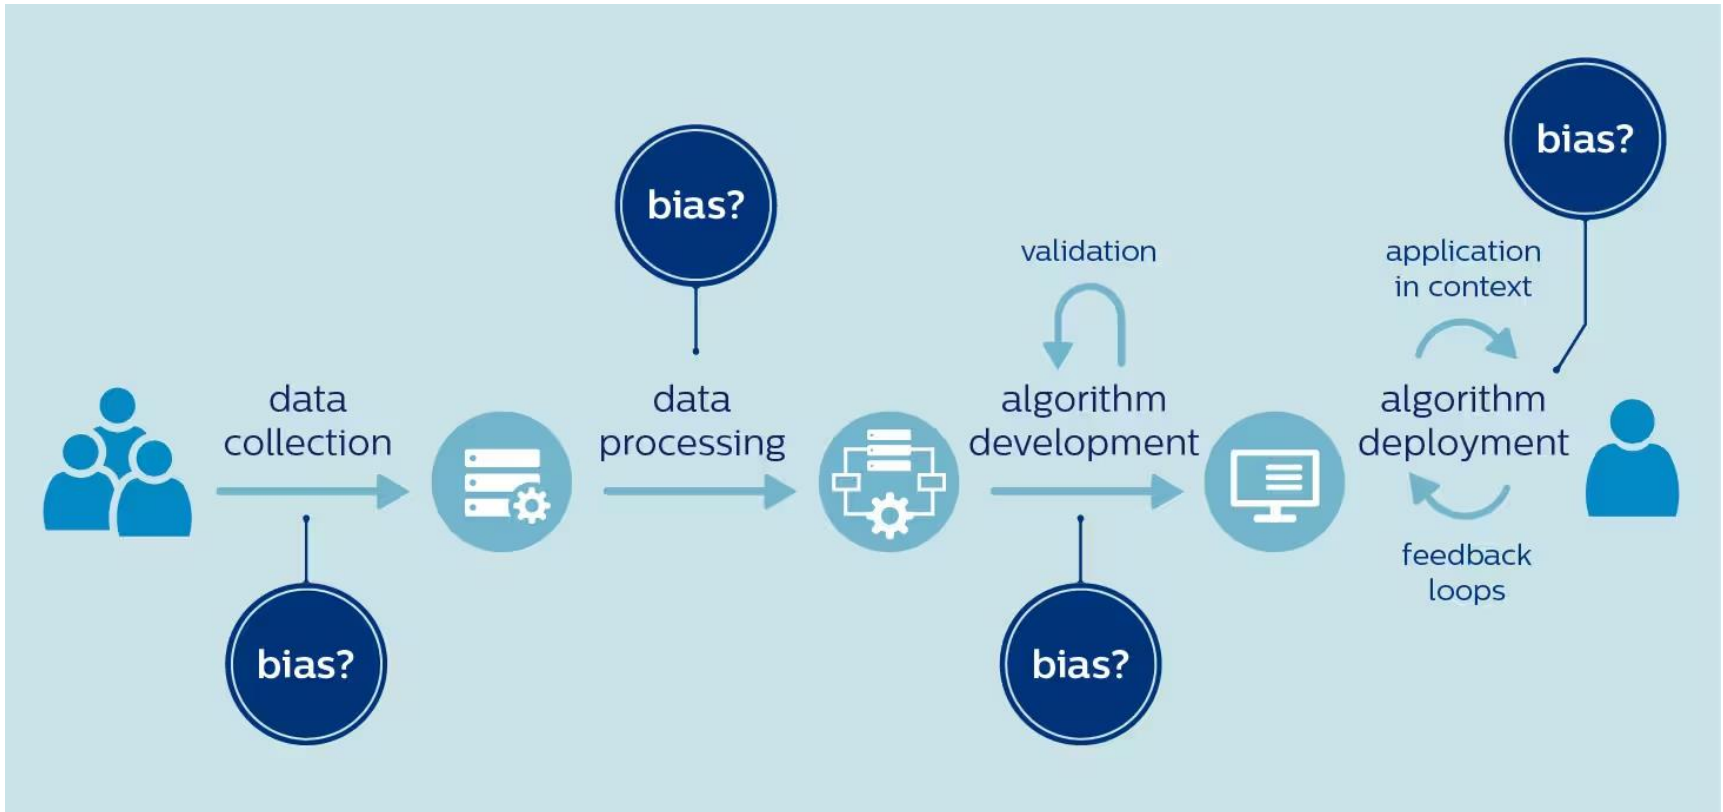 bias?
bias?
validation
application
in context
data
collection
data
processing
algorithm
development
algorithm
deployment
feedback
loops
bias?
bias?